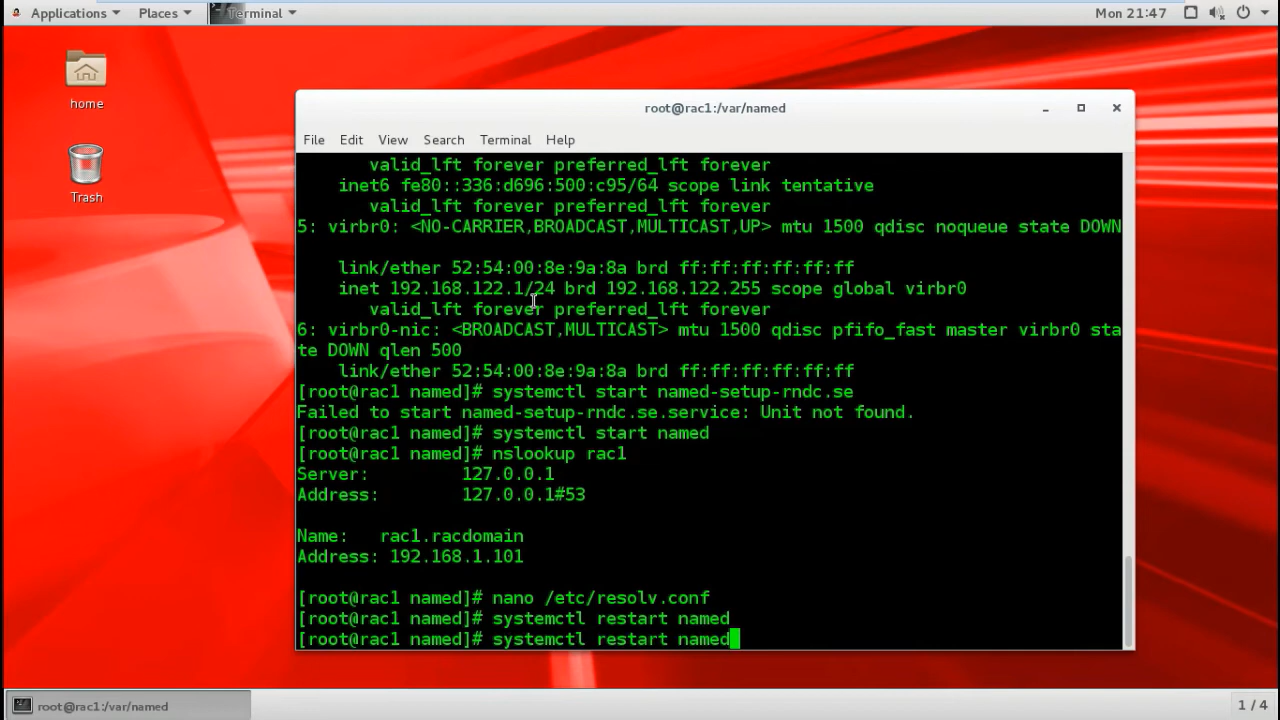 Applications Places Terminal Mon 21:47
home
Trash
root@rac1:/var/named
File Edit View Search Terminal Help
valid_lft forever preferred_lft forever
inet6 fe80::336:d696:500:c95/64 scope link tentative
valid_lft forever preferred_lft forever
5: virbr0: <NO-CARRIER,BROADCAST,MULTICAST,UP> mtu 1500 qdisc noqueue state DOWN
link/ether 52:54:00:8e:9a:8a brd ff:ff:ff:ff:ff:ff
inet 192.168.122.1/24 brd 192.168.122.255 scope global virbr0
valid_lft forever preferred_lft forever
6: virbr0-nic: <BROADCAST,MULTICAST> mtu 1500 qdisc pfifo_fast master virbr0 sta
te DOWN qlen 500
link/ether 52:54:00:8e:9a:8a brd ff:ff:ff:ff:ff:ff
[root@rac1 named]# systemctl start named-setup-rndc.se
Failed to start named-setup-rndc.se.service: Unit not found.
[root@rac1 named]# systemctl start named
[root@rac1 named]# nslookup rac1
Server: 127.0.0.1
Address: 127.0.0.1#53
Name: rac1.racdomain
Address: 192.168.1.101
[root@rac1 named]# nano /etc/resolv.conf
[root@rac1 named]# systemctl restart named
[root@rac1 named]# systemctl restart named
root@rac1:/var/named 1 / 4